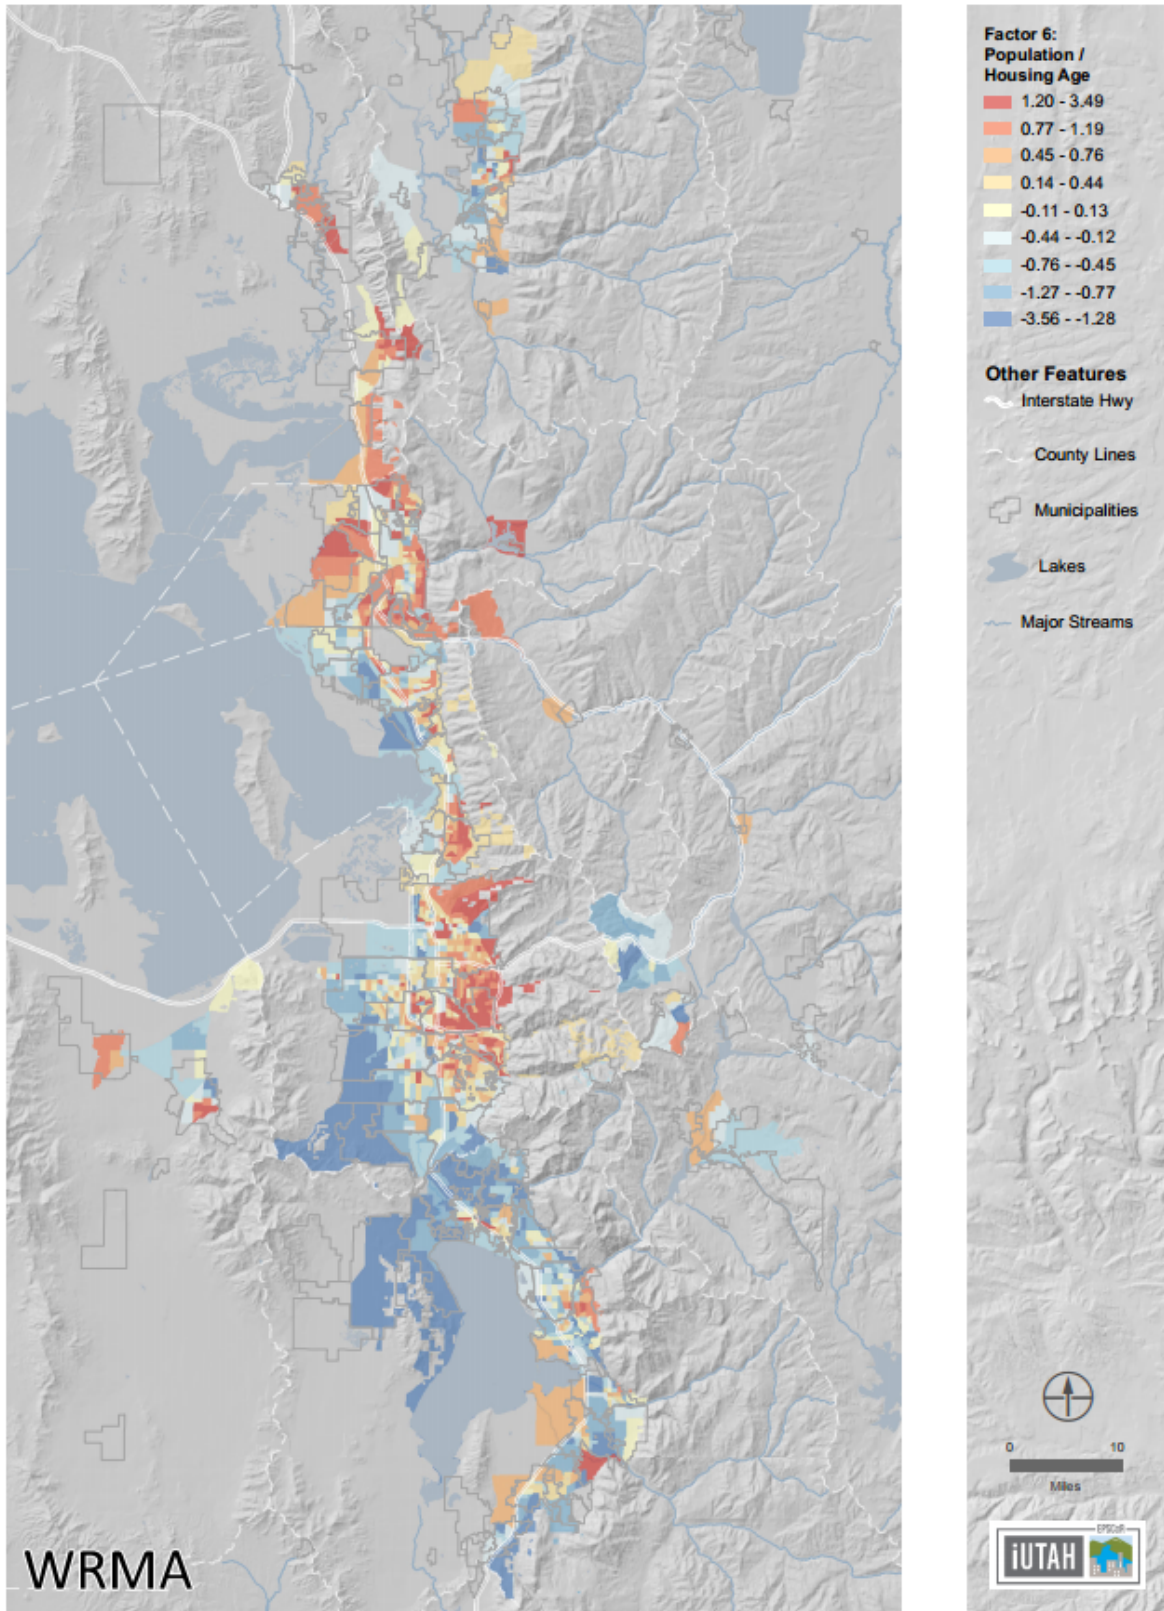 Factor 6:
Population /
Housing Age
1.20 - 3.49
0.77 - 1.19
0.45 - 0.76
0.14 - 0.44
-0.11 - 0.13
-0.44 - -0.12
-0.76 - -0.45
-1.27 - -0.77
-3.56 - -1.28
Other Features
Interstate Hwy
County Lines
Municipalities
Lakes
Major Streams
0 10
Miles
EPSCoR
iUTAH
WRMA